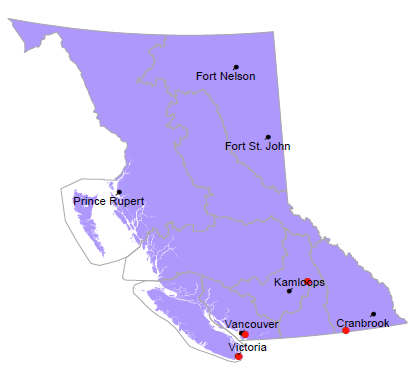 Fort Nelson
Fort St. John
Prince Rupert
Kamloops
Cranbrook
Vancouver
Victoria